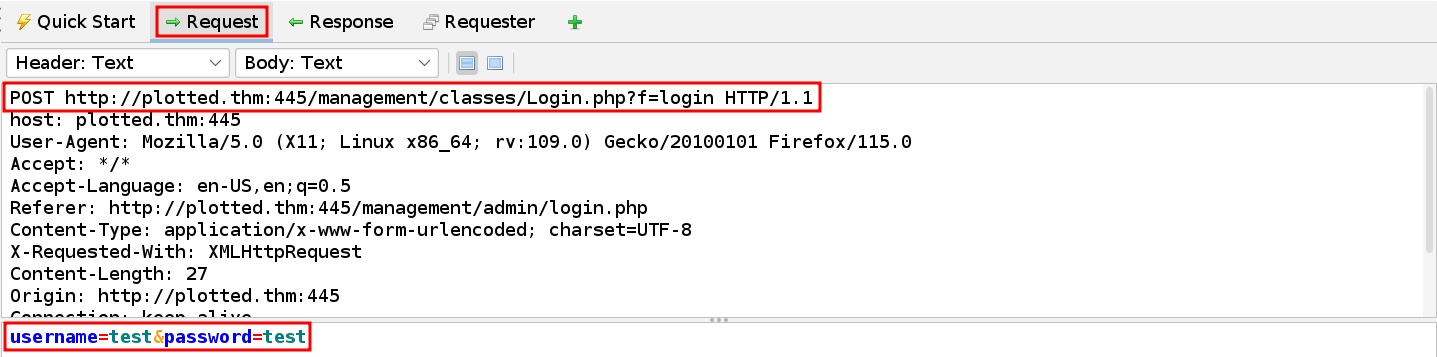 Quick Start Request Response Requester
Header: Text Body: Text
POST http://plotted.thm:445/management/classes/Login.php?f=login HTTP/1.1
host: plotted.thm:445
User-Agent: Mozilla/5.0 (X11; Linux x86_64; rv:109.0) Gecko/20100101 Firefox/115.0
Accept: */*
Accept-Language: en-US,en;q=0.5
Referer: http://plotted.thm:445/management/admin/login.php
Content-Type: application/x-www-form-urlencoded; charset=UTF-8
X-Requested-With: XMLHttpRequest
Content-Length: 27
Origin: http://plotted.thm:445
Connection: keep-alive
username=test&password=test